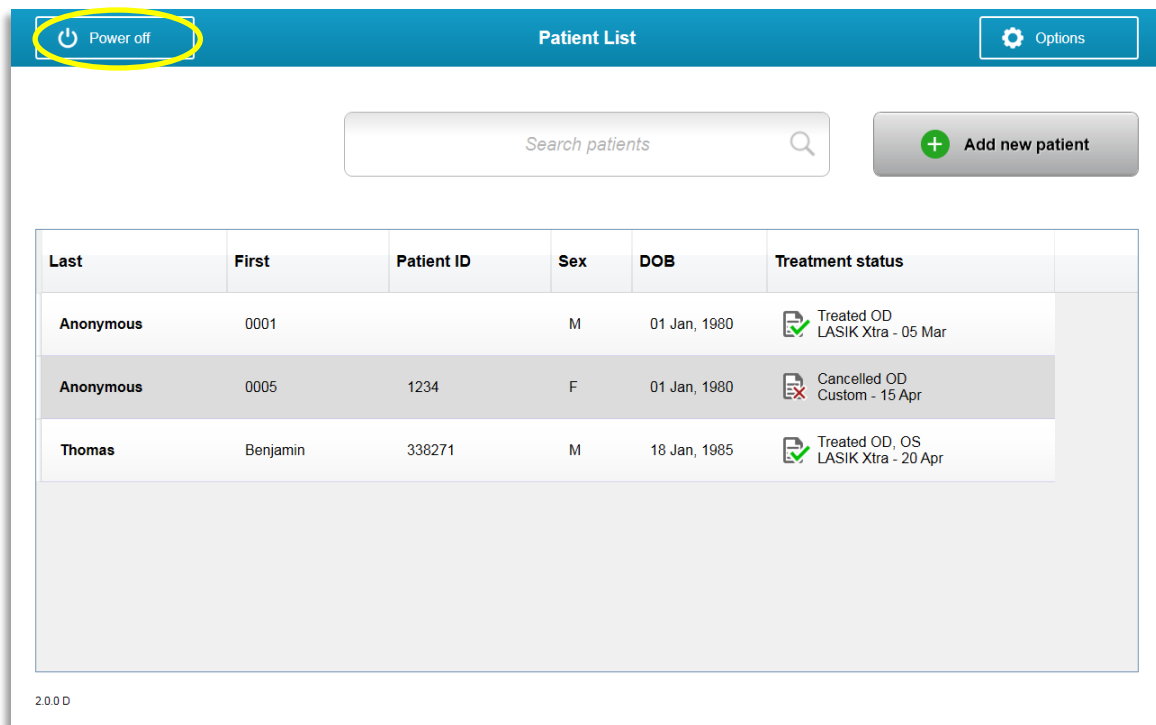 Power off
Patient List
Options
Search patients
Add new patient
Last First Patient ID Sex DOB Treatment status
Anonymous 0001 M 01 Jan, 1980 Treated OD
LASIK Xtra - 05 Mar
Anonymous 0005 1234 F 01 Jan, 1980 Cancelled OD
Custom - 15 Apr
Thomas Benjamin 338271 M 18 Jan, 1985 Treated OD, OS
LASIK Xtra - 20 Apr
2.0.0 D